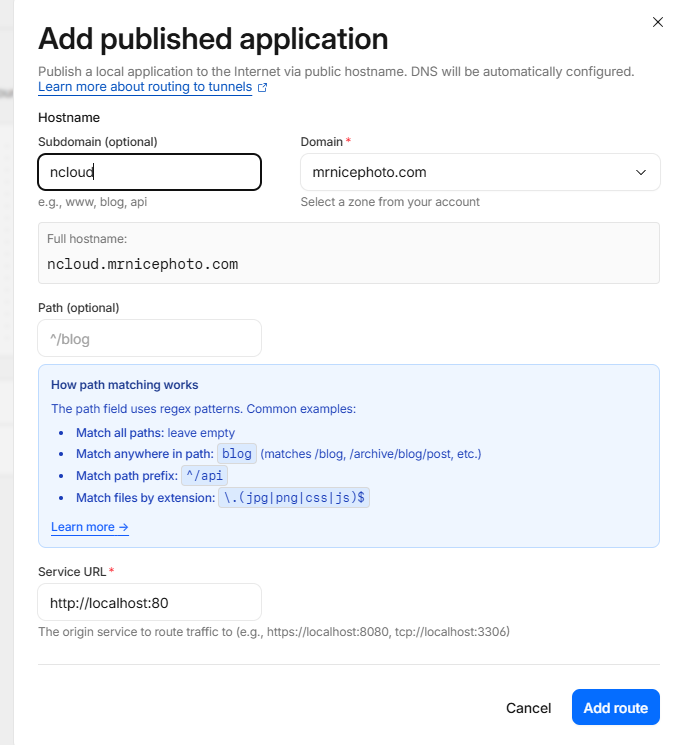 Add published application
Publish a local application to the Internet via public hostname. DNS will be automatically configured.
Learn more about routing to tunnels
Hostname
Subdomain (optional)
Domain *
ncloud
mrnicephoto.com
e.g., www, blog, api
Select a zone from your account
Full hostname:
ncloud.mrnicephoto.com
Path (optional)
^/blog
How path matching works
The path field uses regex patterns. Common examples:
• Match all paths: leave empty
• Match anywhere in path: blog (matches /blog, /archive/blog/post, etc.)
• Match path prefix: ^/api
• Match files by extension: \.(jpg|png|css|js)$
Learn more →
Service URL *
http://localhost:80
The origin service to route traffic to (e.g., https://localhost:8080, tcp://localhost:3306)
Cancel
Add route